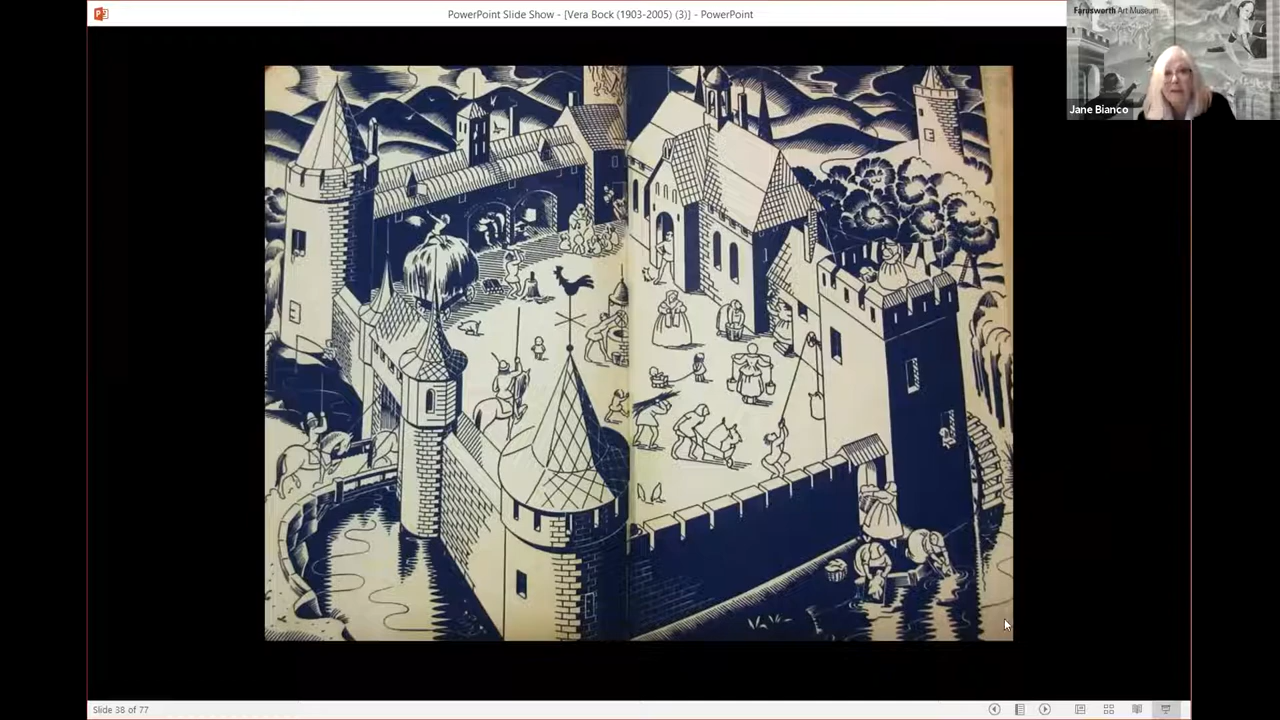 PowerPoint Slide Show - [Vera Bock (1903-2005) (3)] - PowerPoint
Farnsworth Art Museum
Jane Bianco
Slide 38 of 77